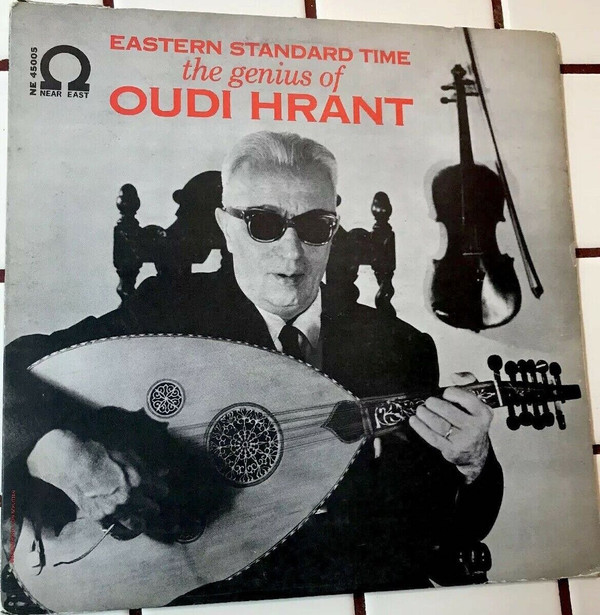 NE 45005
NEAR EAST
EASTERN STANDARD TIME
the genius of
OUDI HRANT